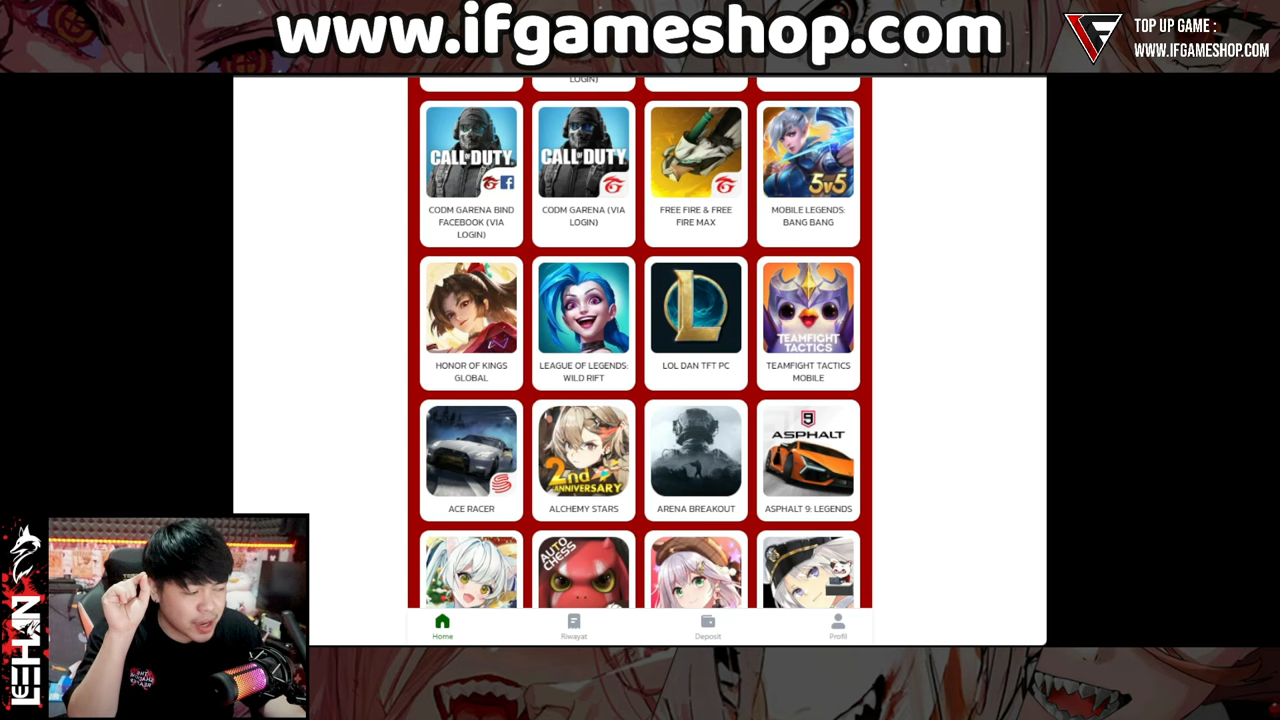 www.ifgameshop.com
TOP UP GAME :
WWW.IFGAMESHOP.COM
LOGIN)
CALL OF DUTY
CODM GARENA BIND
FACEBOOK (VIA
LOGIN)
CALL OF DUTY
CODM GARENA (VIA
LOGIN)
FREE FIRE & FREE
FIRE MAX
5v5
MOBILE LEGENDS:
BANG BANG
HONOR OF KINGS
GLOBAL
LEAGUE OF LEGENDS:
WILD RIFT
LOL DAN TFT PC
TEAMFIGHT
TACTICS
TEAMFIGHT TACTICS
MOBILE
ACE RACER
2nd
ANNIVERSARY
ALCHEMY STARS
ARENA BREAKOUT
9
ASPHALT
ASPHALT 9: LEGENDS
AUTO
CHESS
Home
Riwayat
Deposit
Profil